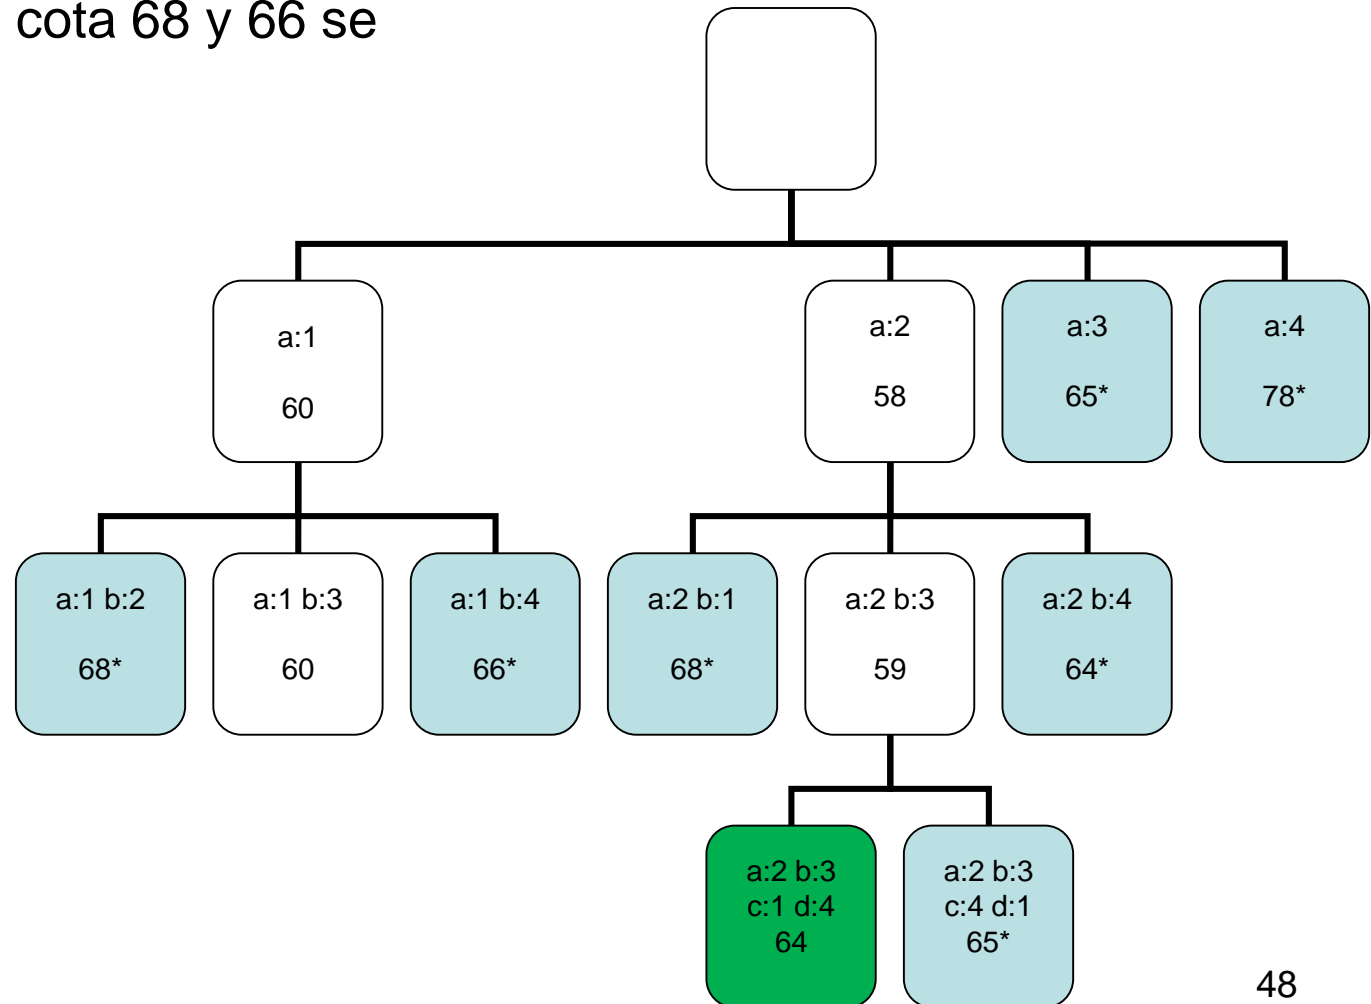 cota 68 y 66 se
a:1
60
a:2
58
a:3
65*
a:4
78*
a:1 b:2
68*
a:1 b:3
60
a:1 b:4
66*
a:2 b:1
68*
a:2 b:3
59
a:2 b:4
64*
a:2 b:3
c:1 d:4
64
a:2 b:3
c:4 d:1
65*
48